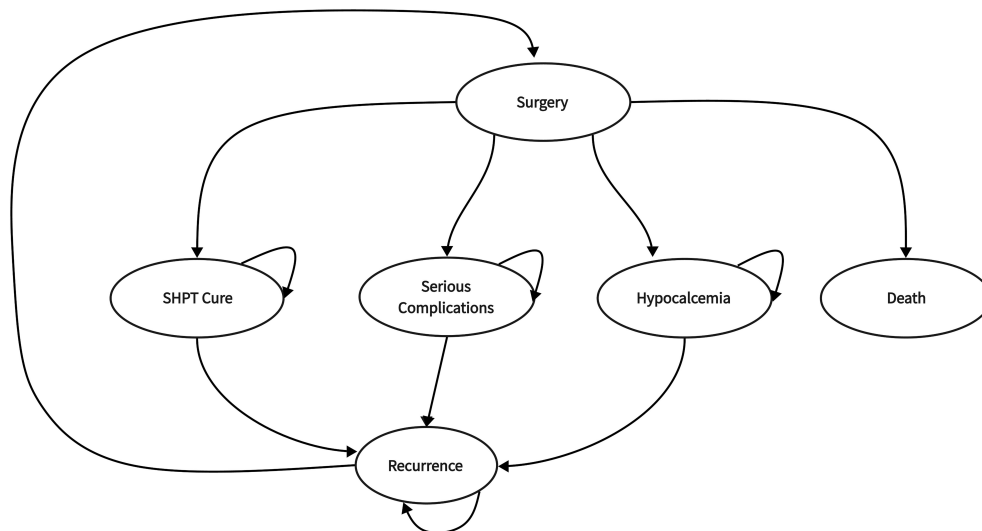 Surgery
SHPT Cure
Serious
Complications
Hypocalcemia
Death
Recurrence